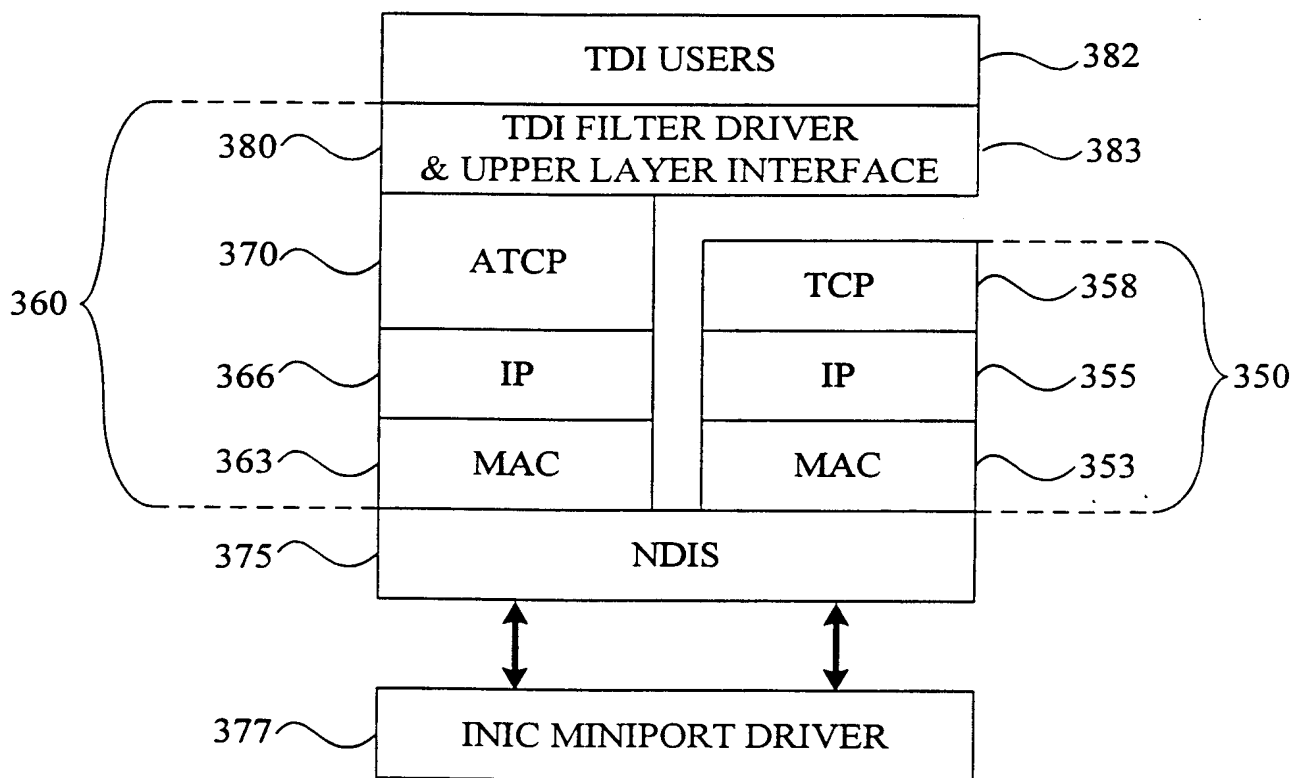 TDI USERS
382
380
TDI FILTER DRIVER
& UPPER LAYER INTERFACE
383
370
ATCP
TCP
358
360
366
IP
IP
355
350
363
MAC
MAC
353
375
NDIS
377
INIC MINIPORT DRIVER